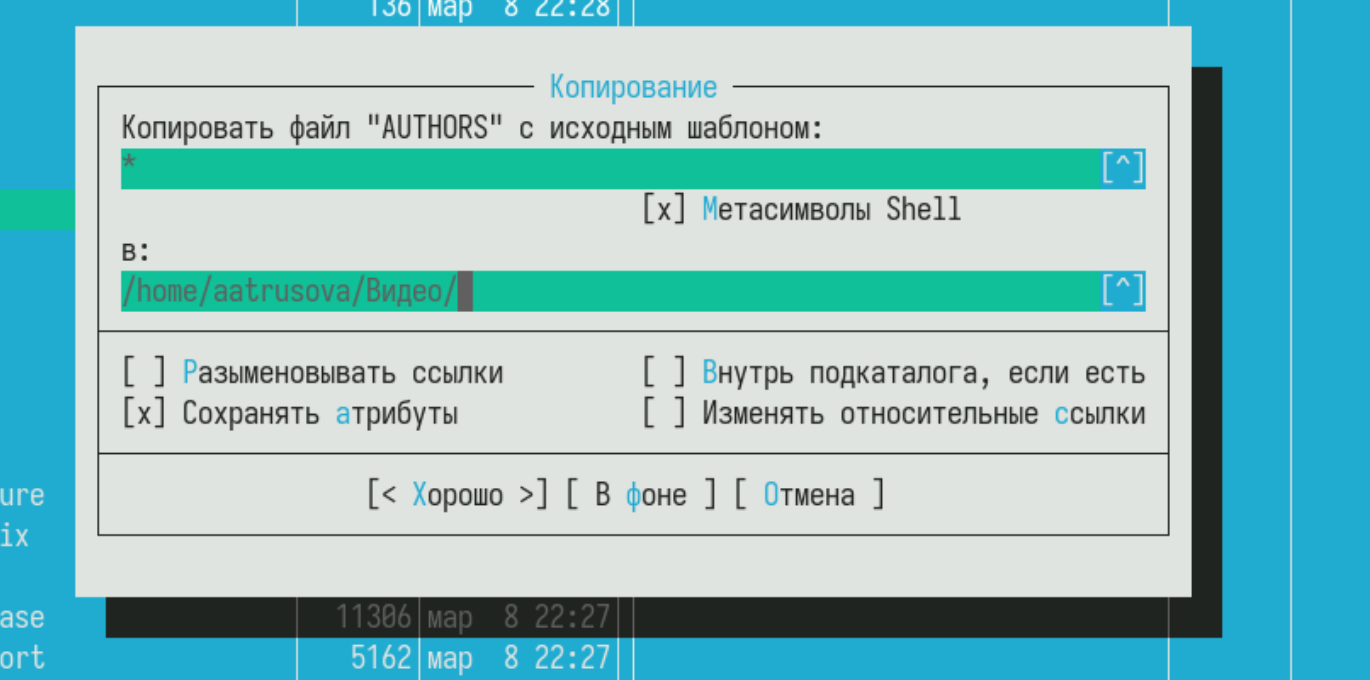 136 мар 8 22:28
Копирование
Копировать файл "AUTHORS" с исходным шаблоном:
* [^]
[x] Метасимволы Shell
в:
/home/aatrusova/Видео/ [^]
[ ] Разыменовывать ссылки [ ] Внутрь подкаталога, если есть
[x] Сохранять атрибуты [ ] Изменять относительные ссылки
[< Хорошо >] [ В фоне ] [ Отмена ]
ure
ix
ase 11306 мар 8 22:27
ort 5162 мар 8 22:27